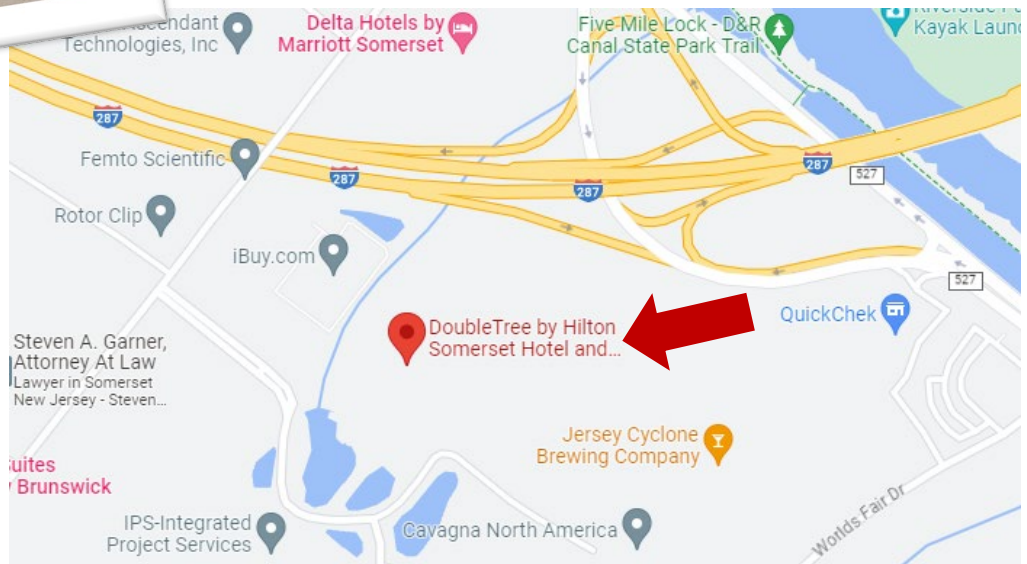 Ascendant
Technologies, Inc
Delta Hotels by
Marriott Somerset
Five Mile Lock - D&R
Canal State Park Trail
Kayak Launc
287
Femto Scientific
287
287
287
527
Rotor Clip
iBuy.com
527
QuickChek
DoubleTree by Hilton
Somerset Hotel and...
Steven A. Garner,
Attorney At Law
Lawyer in Somerset
New Jersey - Steven...
Jersey Cyclone
Brewing Company
uites
Brunswick
IPS-Integrated
Project Services
Cavagna North America
Worlds Fair Dr